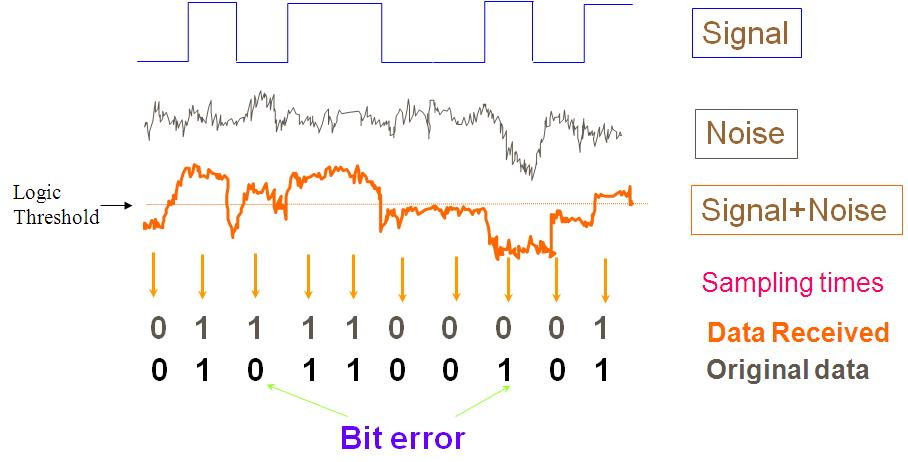 Signal
Noise
Logic
Threshold
Signal+Noise
Sampling times
0 1 1 1 1 0 0 0 0 1 Data Received
0 1 0 1 1 0 0 1 0 1 Original data
Bit error